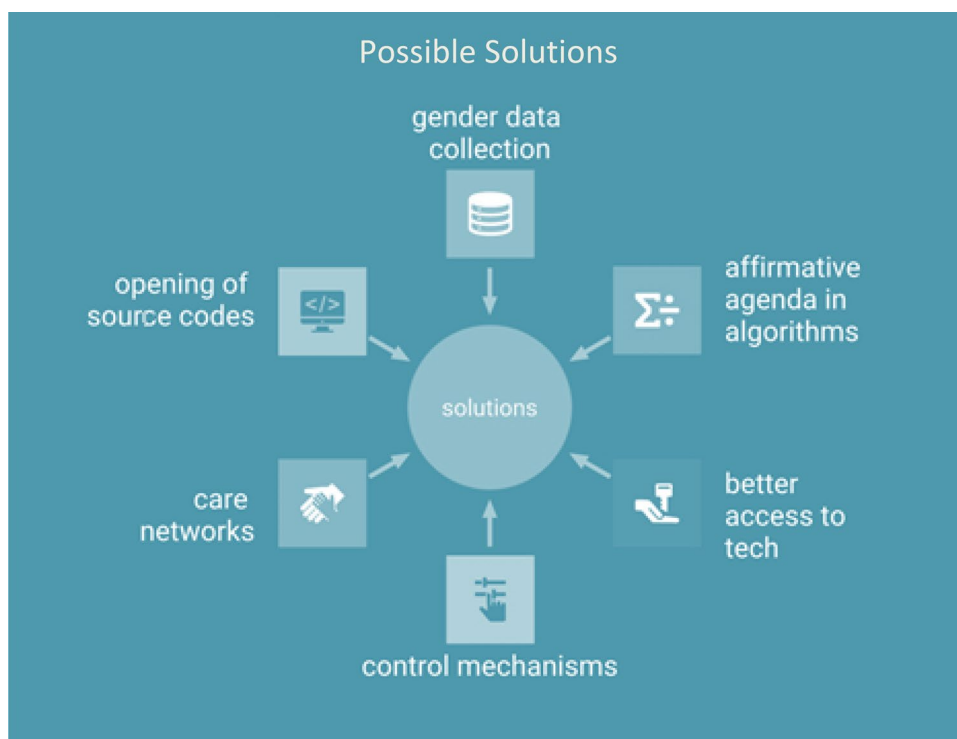 Possible Solutions
gender data
collection
opening of
source codes
</>
affirmative
agenda in
algorithms
solutions
care
networks
better
access to
tech
control mechanisms